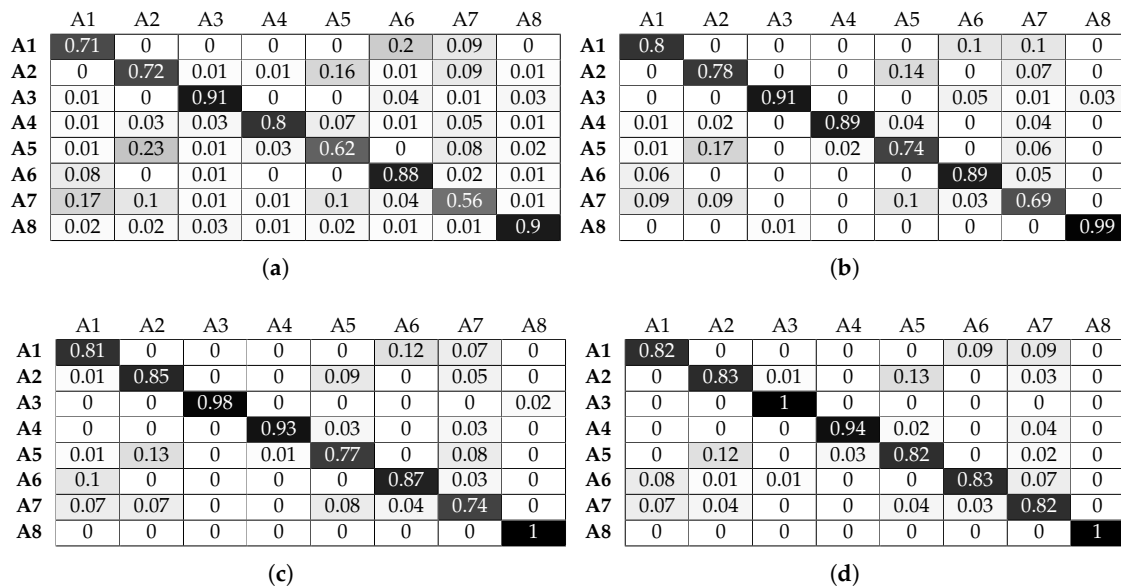 A1 A2 A3 A4 A5 A6 A7 A8
A1 0.71 0 0 0 0 0.2 0.09 0
A2 0 0.72 0.01 0.01 0.16 0.01 0.09 0.01
A3 0.01 0 0.91 0 0 0.04 0.01 0.03
A4 0.01 0.03 0.03 0.8 0.07 0.01 0.05 0.01
A5 0.01 0.23 0.01 0.03 0.62 0 0.08 0.02
A6 0.08 0 0.01 0 0 0.88 0.02 0.01
A7 0.17 0.1 0.01 0.01 0.1 0.04 0.56 0.01
A8 0.02 0.02 0.03 0.01 0.02 0.01 0.01 0.9
(a)
A1 A2 A3 A4 A5 A6 A7 A8
A1 0.8 0 0 0 0 0.1 0.1 0
A2 0 0.78 0 0 0.14 0 0.07 0
A3 0 0 0.91 0 0 0.05 0.01 0.03
A4 0.01 0.02 0 0.89 0.04 0 0.04 0
A5 0.01 0.17 0 0.02 0.74 0 0.06 0
A6 0.06 0 0 0 0 0.89 0.05 0
A7 0.09 0.09 0 0 0.1 0.03 0.69 0
A8 0 0 0.01 0 0 0 0 0.99
(b)
A1 A2 A3 A4 A5 A6 A7 A8
A1 0.81 0 0 0 0 0.12 0.07 0
A2 0.01 0.85 0 0 0.09 0 0.05 0
A3 0 0 0.98 0 0 0 0 0.02
A4 0 0 0 0.93 0.03 0 0.03 0
A5 0.01 0.13 0 0.01 0.77 0 0.08 0
A6 0.1 0 0 0 0 0.87 0.03 0
A7 0.07 0.07 0 0 0.08 0.04 0.74 0
A8 0 0 0 0 0 0 0 1
(c)
A1 A2 A3 A4 A5 A6 A7 A8
A1 0.82 0 0 0 0 0.09 0.09 0
A2 0 0.83 0.01 0 0.13 0 0.03 0
A3 0 0 1 0 0 0 0 0
A4 0 0 0 0.94 0.02 0 0.04 0
A5 0 0.12 0 0.03 0.82 0 0.02 0
A6 0.08 0.01 0.01 0 0 0.83 0.07 0
A7 0.07 0.04 0 0 0.04 0.03 0.82 0
A8 0 0 0 0 0 0 0 1
(d)